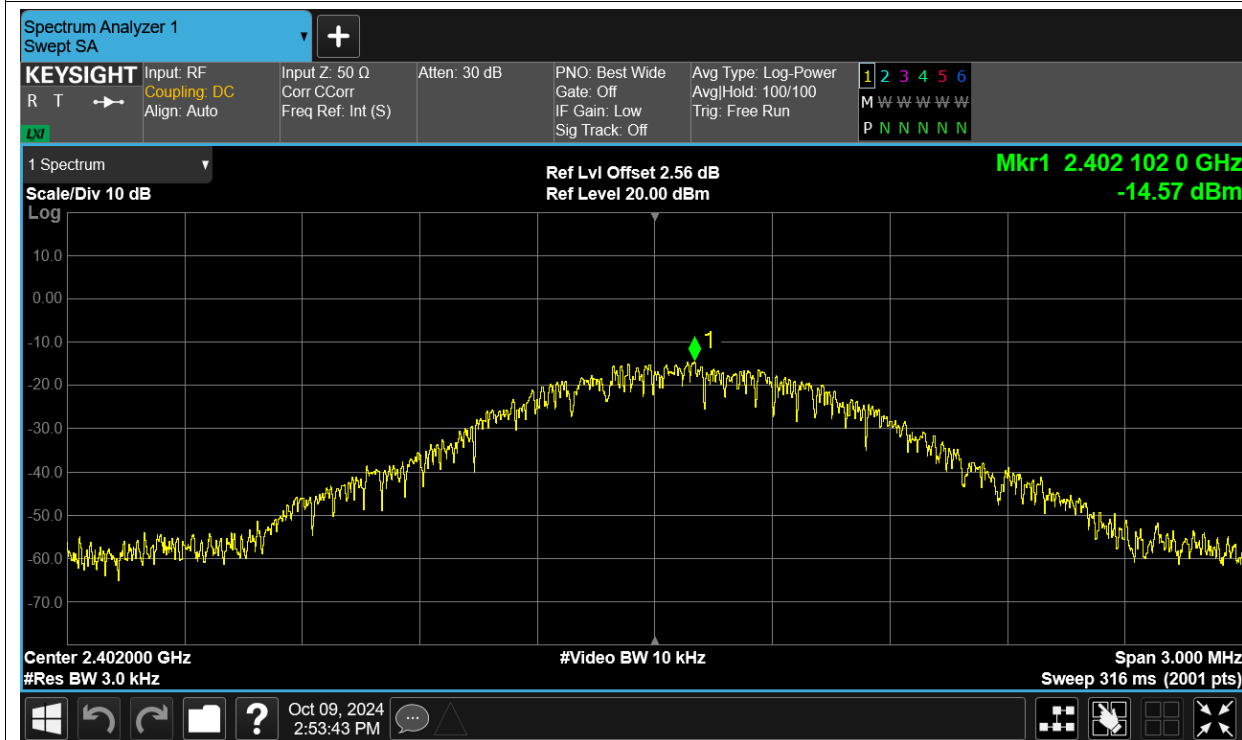 Spectrum Analyzer 1
Swept SA
+
KEYSIGHT
R T
LXI
Input: RF
Coupling: DC
Align: Auto
Input Z: 50 Ω
Corr CCorr
Freq Ref: Int (S)
Atten: 30 dB
PNO: Best Wide
Gate: Off
IF Gain: Low
Sig Track: Off
Avg Type: Log-Power
Avg|Hold: 100/100
Trig: Free Run
1 2 3 4 5 6
M W W W W W
P N N N N N
1 Spectrum
Scale/Div 10 dB
Log
Ref Lvl Offset 2.56 dB
Ref Level 20.00 dBm
Mkr1 2.402 102 0 GHz
-14.57 dBm
10.0
0.00
-10.0
1
-20.0
-30.0
-40.0
-50.0
-60.0
-70.0
Center 2.402000 GHz
#Res BW 3.0 kHz
#Video BW 10 kHz
Span 3.000 MHz
Sweep 316 ms (2001 pts)
?
Oct 09, 2024
2:53:43 PM